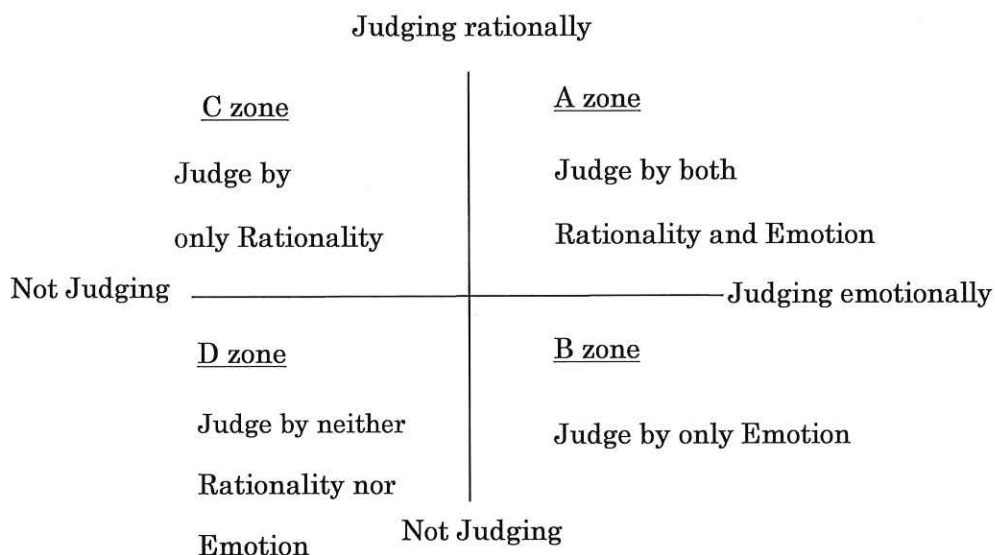 Judging rationally
C zone
Judge by
only Rationality
A zone
Judge by both
Rationality and Emotion
Not Judging
Judging emotionally
D zone
Judge by neither
Rationality nor
Emotion
B zone
Judge by only Emotion
Not Judging